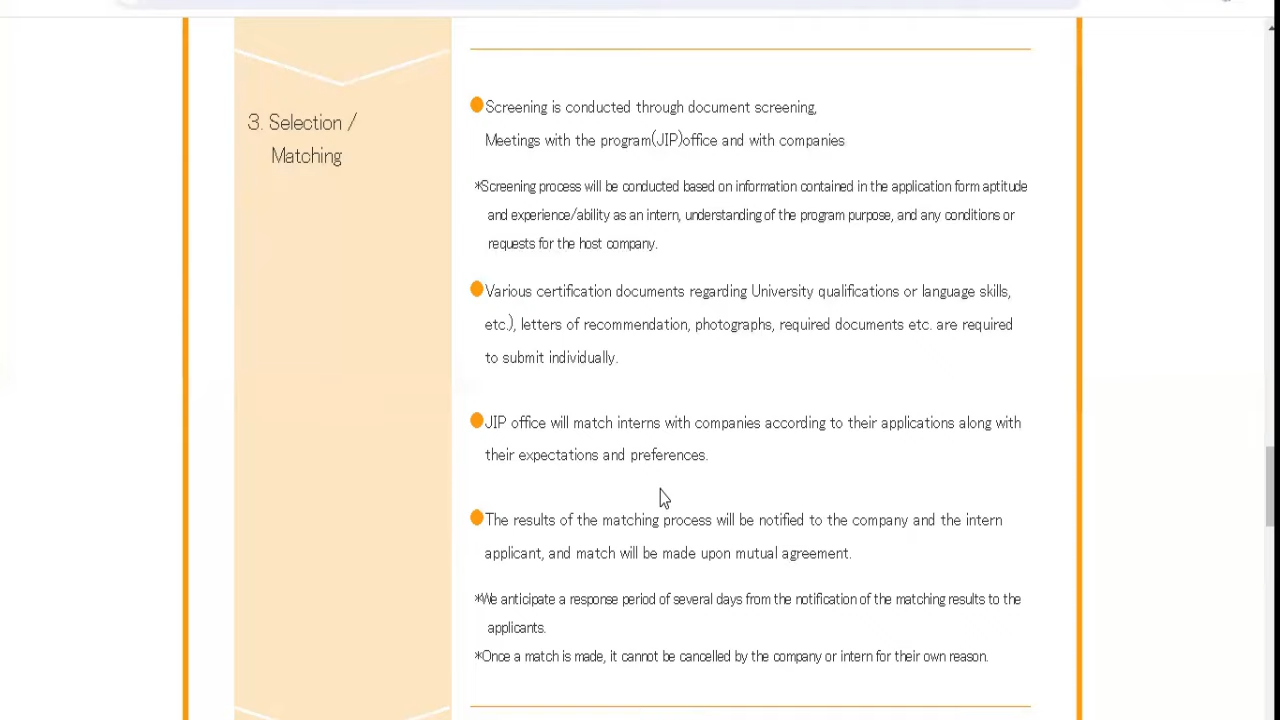 3. Selection /
Matching
Screening is conducted through document screening,
Meetings with the program(JIP)office and with companies
*Screening process will be conducted based on information contained in the application form aptitude
and experience/ability as an intern, understanding of the program purpose, and any conditions or
requests for the host company.
Various certification documents regarding University qualifications or language skills,
etc.), letters of recommendation, photographs, required documents etc. are required
to submit individually.
JIP office will match interns with companies according to their applications along with
their expectations and preferences.
The results of the matching process will be notified to the company and the intern
applicant, and match will be made upon mutual agreement.
*We anticipate a response period of several days from the notification of the matching results to the
applicants.
*Once a match is made, it cannot be cancelled by the company or intern for their own reason.